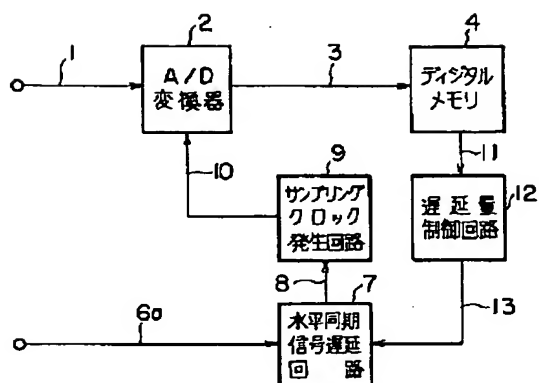 1
2
A/D
変換器
3
4
ディジタル
メモリ
10
9
サンプリング
クロック
発生回路
11
遅延量
制御回路
12
8
7
13
6a
水平同期
信号遅延
回路